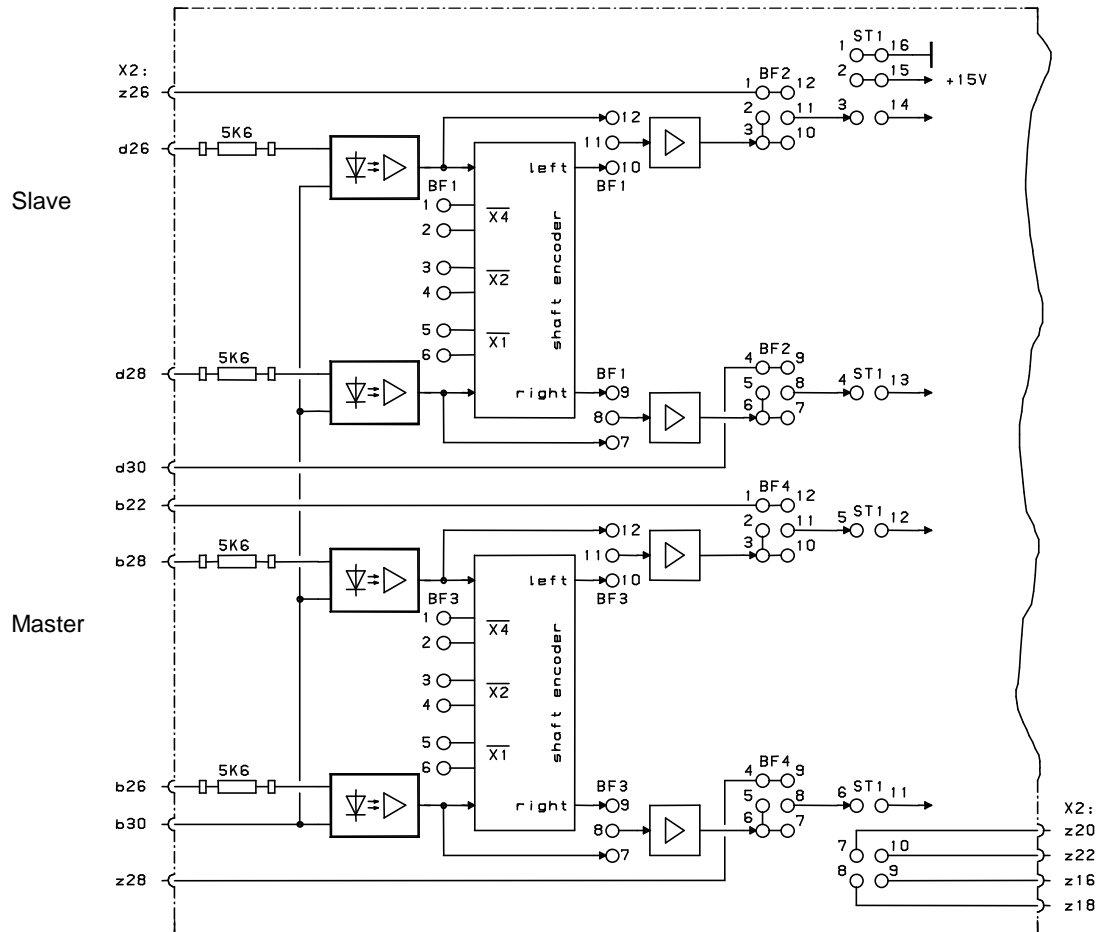 ST1
1 16
X2:
BF2
2 15 +15V
z26 1 12
2 11 3 14
12
d26 5K6 11 3 10
left 10
BF1 BF1
Slave
1 X4
2
shaft encoder
3 X2
4
5 X1
6
BF2
4 9
5K6 BF1 ST1
d28 5 8 4 13
right 9
8 6 7
7
d30
BF4
b22 1 12
ST1
12 2 11 5 12
5K6
b28 11 3 10
left 10
BF3 BF3
Master
1 X4
2
shaft encoder
3 X2
4
5 X1
6
BF4
4 9
5K6 BF3 ST1
b26 5 8 6 11
right 9
X2:
b30 8 6 7 z20
7 7 10 z22
z28 8 9 z16
z18